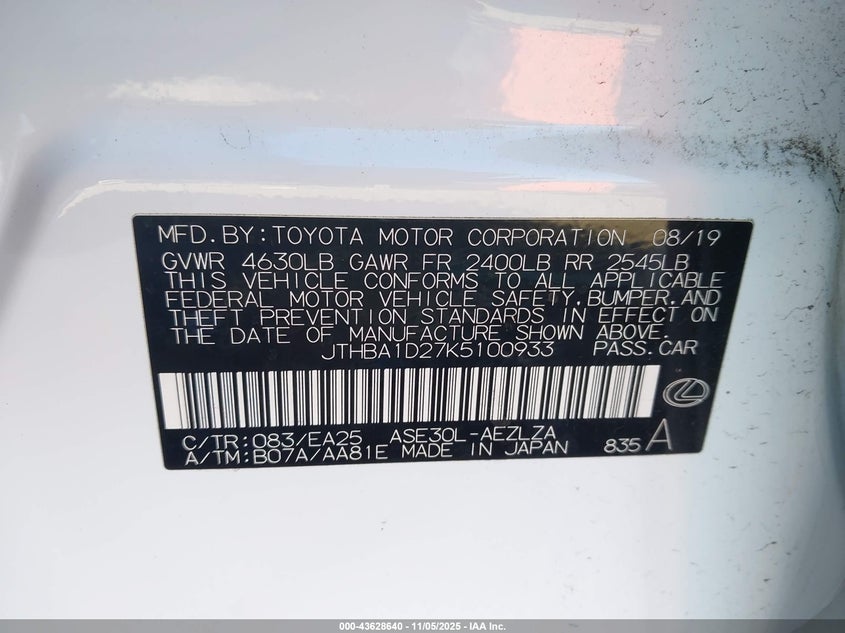 MFD.BY:TOYOTA MOTOR CORPORATION 08/19
GVWR 4630LB GAWR FR 2400LB RR 2545LB
THIS VEHICLE CONFORMS TO ALL APPLICABLE
FEDERAL MOTOR VEHICLE SAFETY,BUMPER,AND
THEFT PREVENTION STANDARDS IN EFFECT ON
THE DATE OF MANUFACTURE SHOWN ABOVE.
JTHBA1D27K5100933 PASS.CAR
C/TR:083/EA25 ASE30L-AEZLZA
A/TM:B07A/AA81E MADE IN JAPAN 835 A
000-43628640 - 11/05/2025 - IAA Inc.